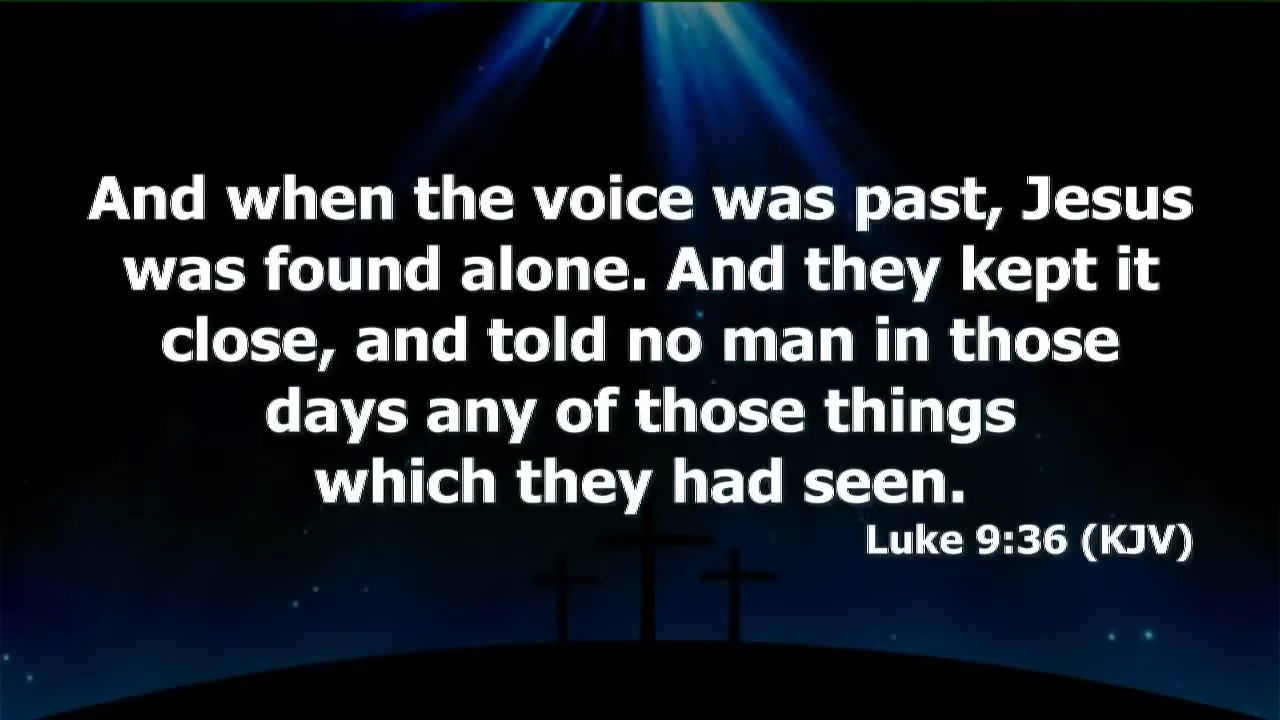 And when the voice was past, Jesus
was found alone. And they kept it
close, and told no man in those
days any of those things
which they had seen.
Luke 9:36 (KJV)